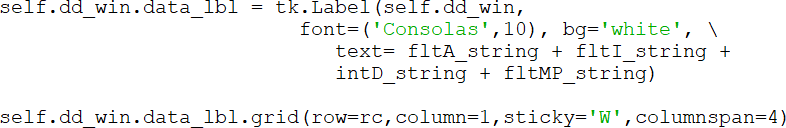 self.dd_win.data_lbl = tk.Label(self.dd_win,
font=('Consolas',10), bg='white', \
text= fltA_string + fltI_string +
intD_string + fltMP_string)
self.dd_win.data_lbl.grid(row=rc,column=1,sticky='W',columnspan=4)